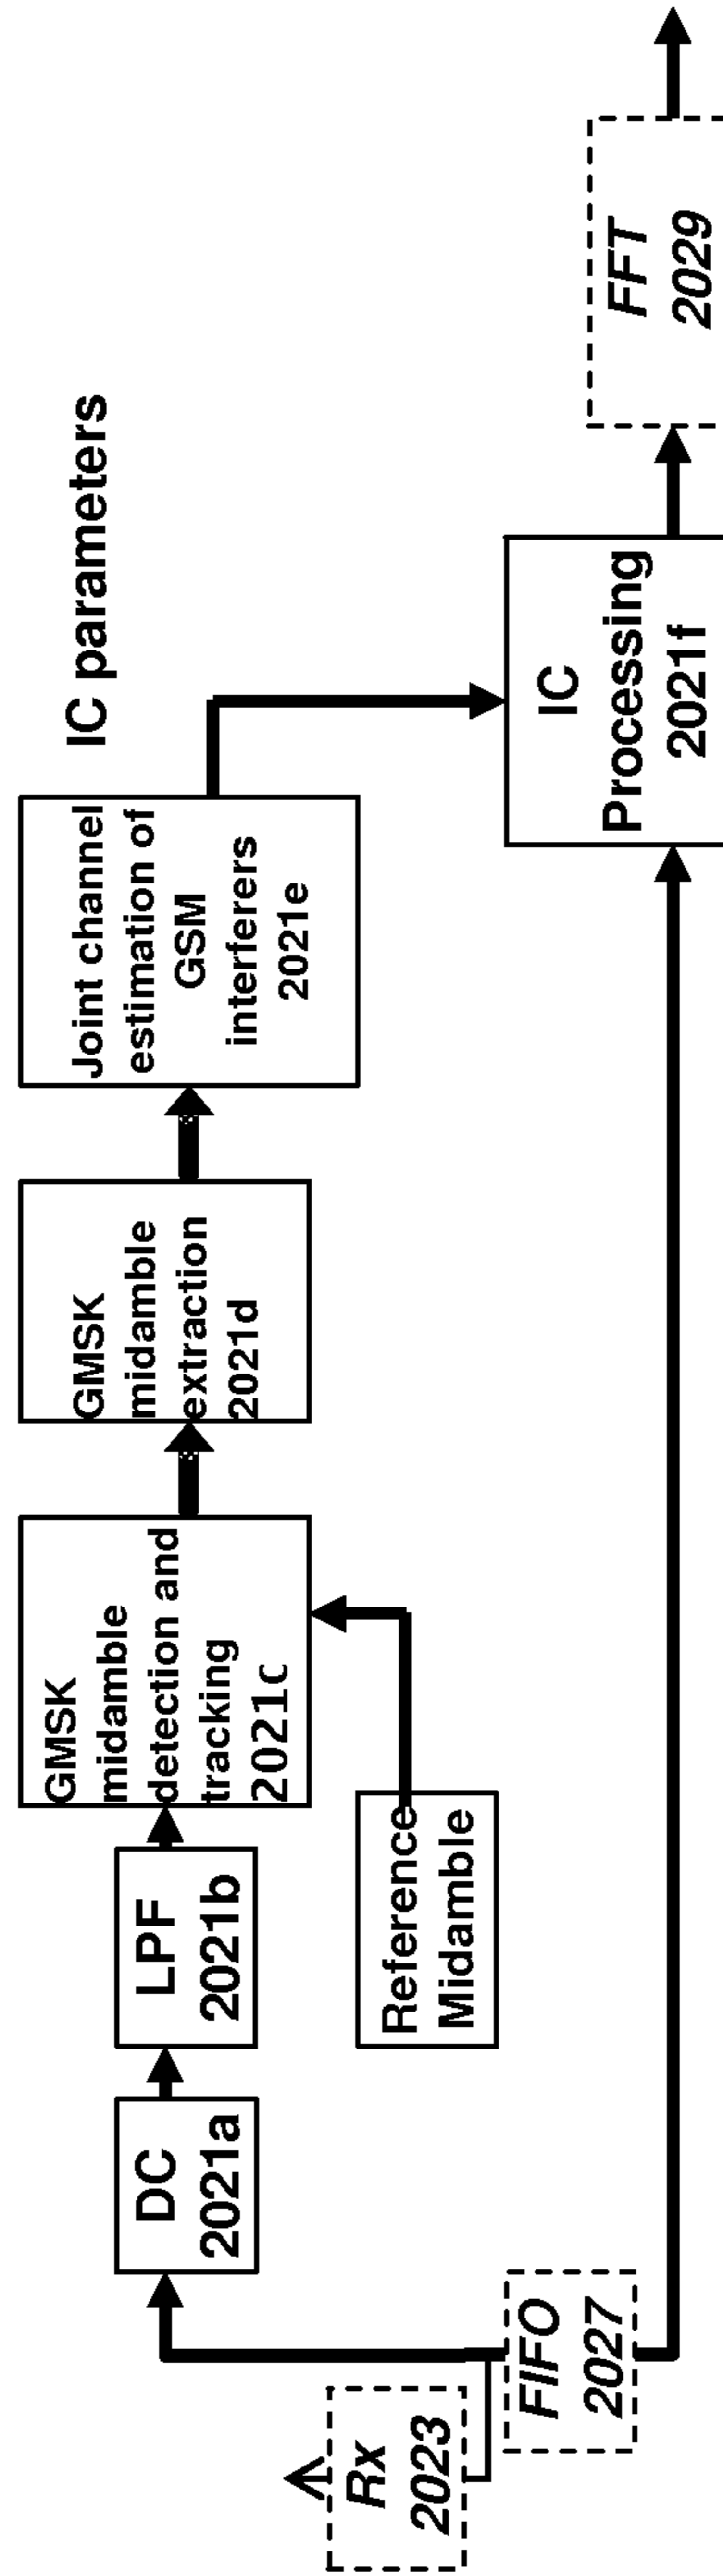 Rx
2023
FIFO
2027
DC
2021a
LPF
2021b
Reference
Midamble
GMSK
midamble
detection and
tracking
2021c
GMSK
midamble
extraction
2021d
Joint channel
estimation of
GSM
interferers
2021e
IC parameters
IC
Processing
2021f
FFT
2029